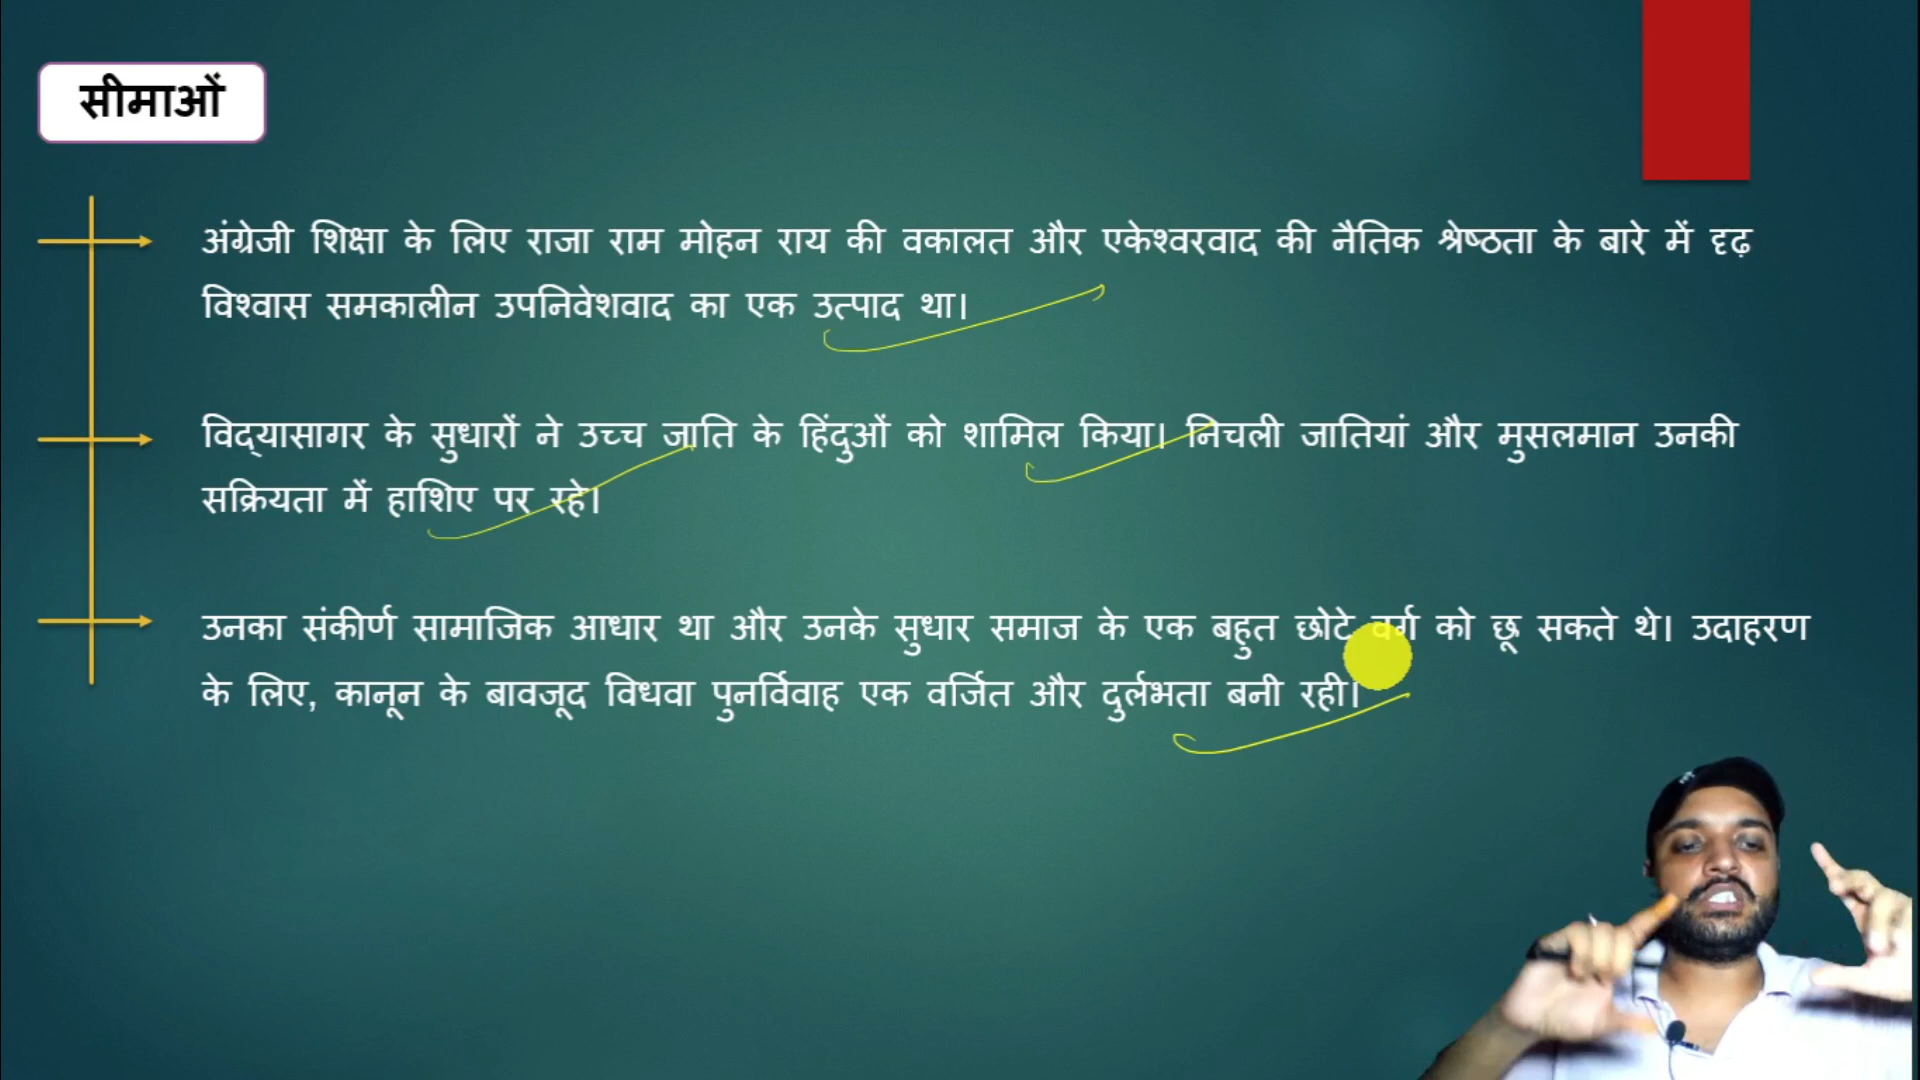 सीमाओं
अंग्रेजी शिक्षा के लिए राजा राम मोहन राय की वकालत और एकेश्वरवाद की नैतिक श्रेष्ठता के बारे में दृढ़
विश्वास समकालीन उपनिवेशवाद का एक उत्पाद था।
विद्यासागर के सुधारों ने उच्च जाति के हिंदुओं को शामिल किया। निचली जातियां और मुसलमान उनकी
सक्रियता में हाशिए पर रहे।
उनका संकीर्ण सामाजिक आधार था और उनके सुधार समाज के एक बहुत छोटे वर्ग को छू सकते थे। उदाहरण
के लिए, कानून के बावजूद विधवा पुनर्विवाह एक वर्जित और दुर्लभता बनी रही।